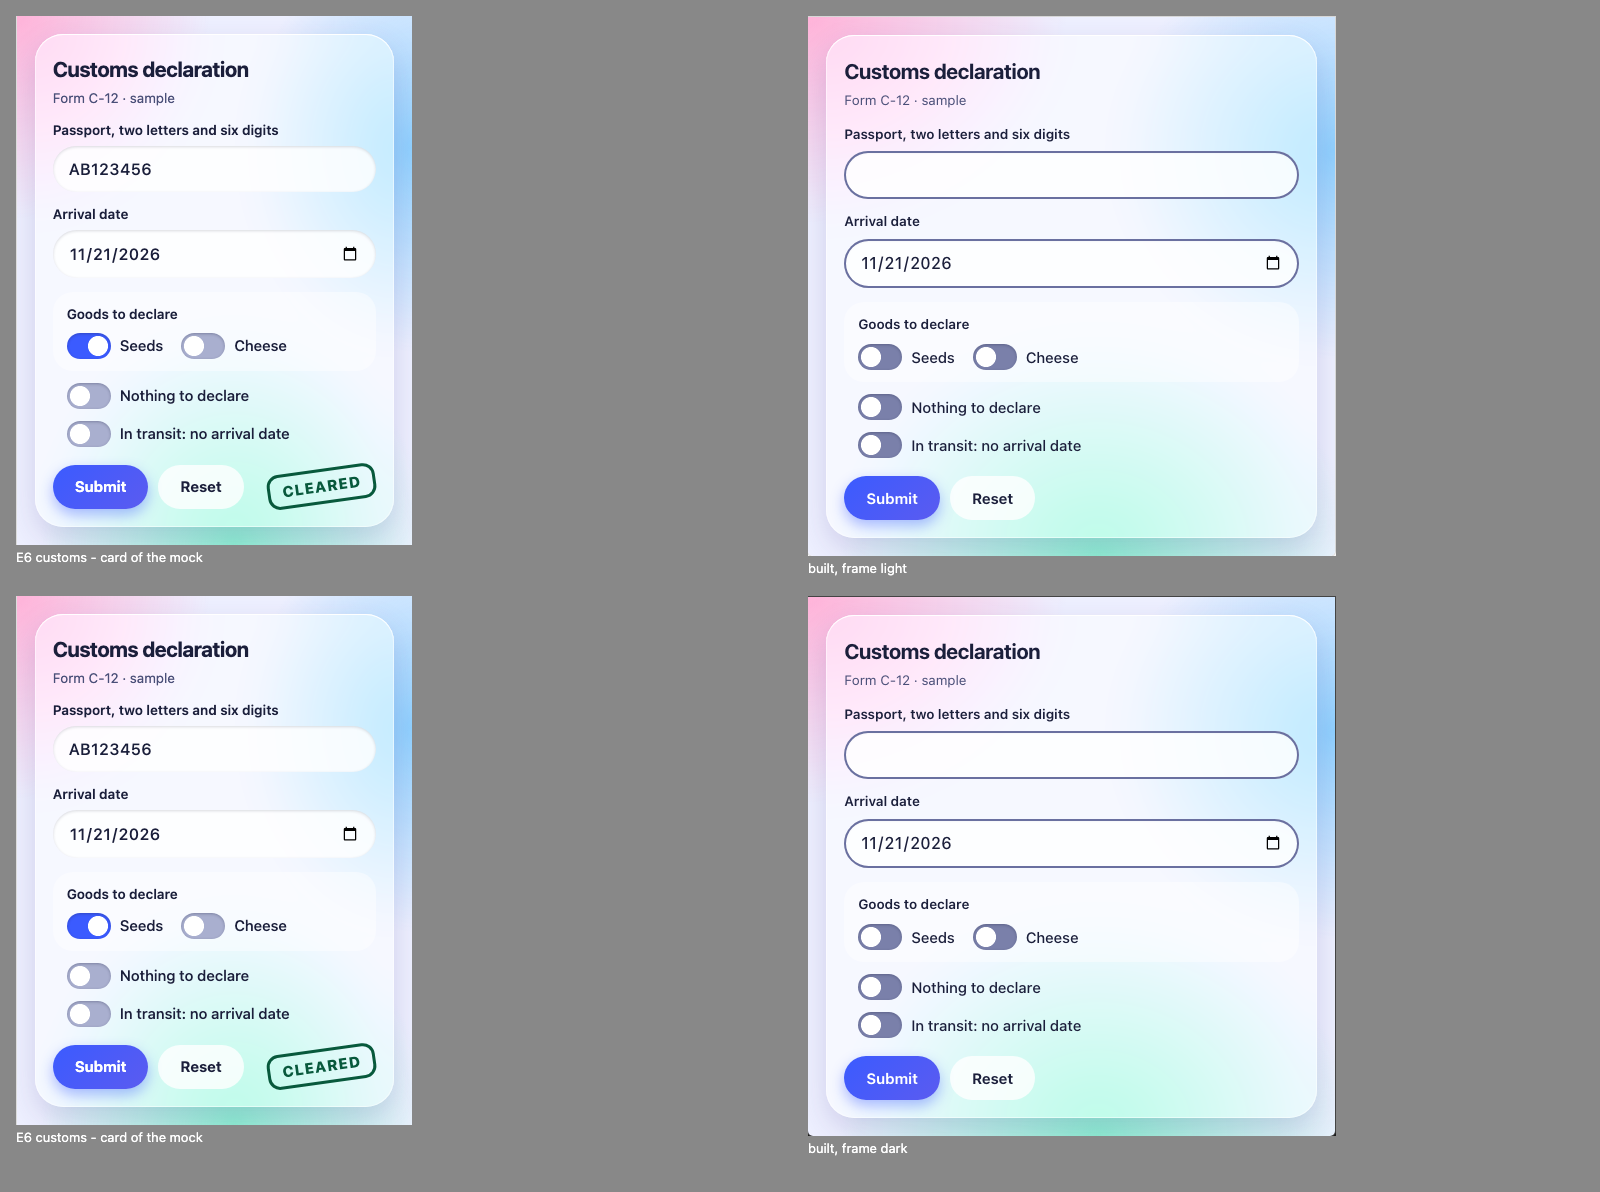 Customs declaration
Form C-12 · sample
Passport, two letters and six digits
AB123456
Arrival date
11/21/2026
Goods to declare
Seeds Cheese
Nothing to declare
In transit: no arrival date
Submit Reset CLEARED
E6 customs - card of the mock
Customs declaration
Form C-12 · sample
Passport, two letters and six digits
Arrival date
11/21/2026
Goods to declare
Seeds Cheese
Nothing to declare
In transit: no arrival date
Submit Reset
built, frame light
Customs declaration
Form C-12 · sample
Passport, two letters and six digits
AB123456
Arrival date
11/21/2026
Goods to declare
Seeds Cheese
Nothing to declare
In transit: no arrival date
Submit Reset CLEARED
E6 customs - card of the mock
Customs declaration
Form C-12 · sample
Passport, two letters and six digits
Arrival date
11/21/2026
Goods to declare
Seeds Cheese
Nothing to declare
In transit: no arrival date
Submit Reset
built, frame dark